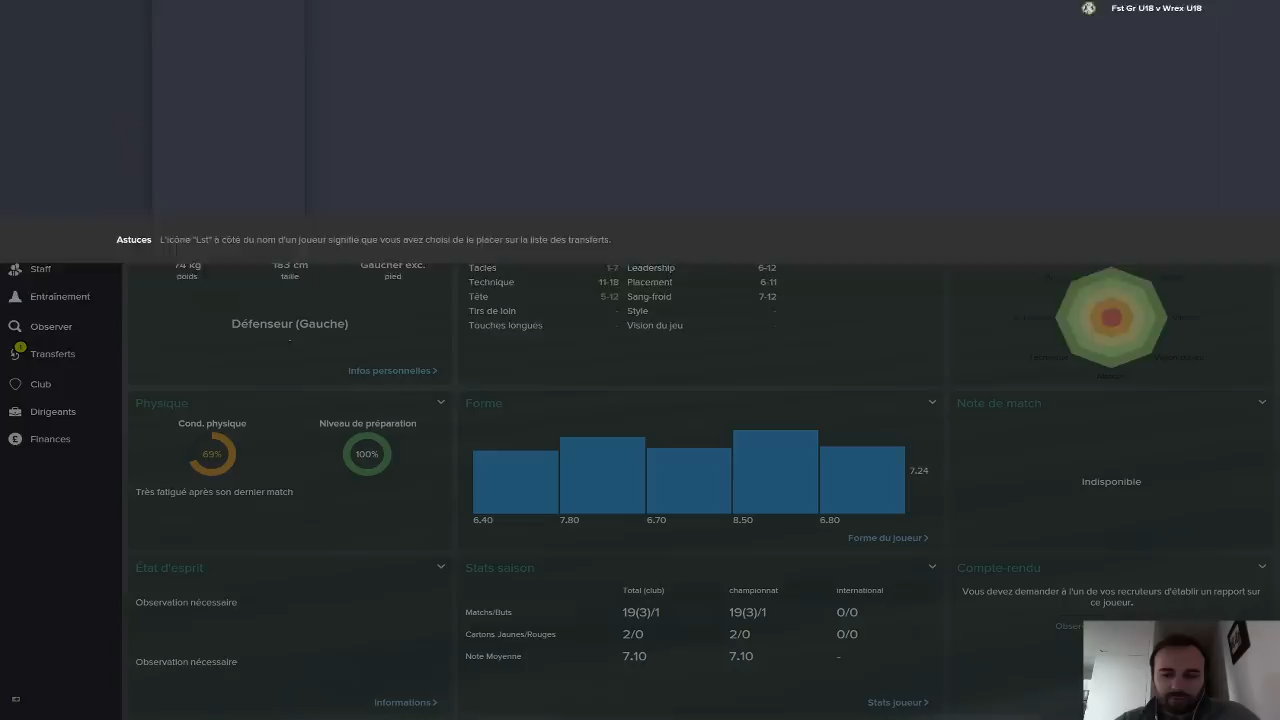 Fst Gr U18 v Wrex U18
Astuces L'icône "Lst" à côté du nom d'un joueur signifie que vous avez choisi de le placer sur la liste des transferts.
Staff
Entraînement
Observer
Transferts
Club
Dirigeants
Finances
74 kg
poids
183 cm
taille
Gaucher exc.
pied
Défenseur (Gauche)
-
Infos personnelles
Tacles 1-7 Leadership 6-12
Technique 11-18 Placement 6-11
Tête 5-12 Sang-froid 7-12
Tirs de loin - Style -
Touches longues - Vision du jeu -
Physique
Cond. physique Niveau de préparation
69% 100%
Très fatigué après son dernier match
Forme
7.24
6.40 7.80 6.70 8.50 6.80
Forme du joueur
Note de match
Indisponible
État d'esprit
Observation nécessaire
Observation nécessaire
Informations
Stats saison
Total (club) championnat international
Matchs/Buts 19(3)/1 19(3)/1 0/0
Cartons Jaunes/Rouges 2/0 2/0 0/0
Note Moyenne 7.10 7.10 -
Stats joueur
Compte-rendu
Vous devez demander à l'un de vos recruteurs d'établir un rapport sur
ce joueur.